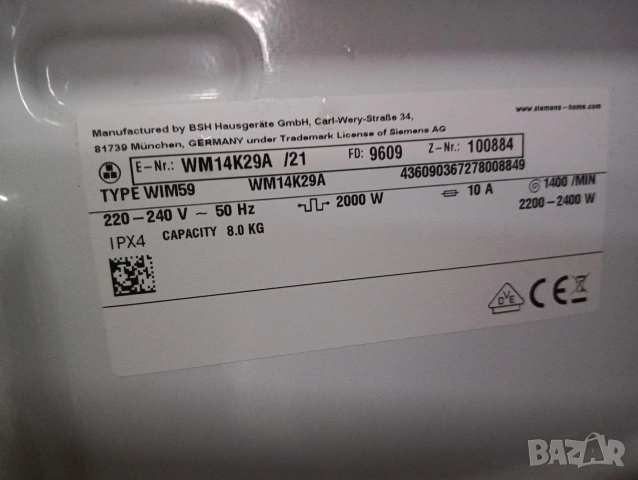 www.siemens-home.com
Manufactured by BSH Hausgeräte GmbH, Carl-Wery-Straße 34,
81739 München, GERMANY under Trademark License of Siemens AG
E-Nr.: WM14K29A /21 FD: 9609 Z-Nr.: 100884
TYPE WIM59 WM14K29A 436090367278008849
220-240 V ~ 50 Hz 2000 W 10 A 1400 /MIN
2200-2400 W
IPX4 CAPACITY 8.0 KG
DVE CE
BAZAR